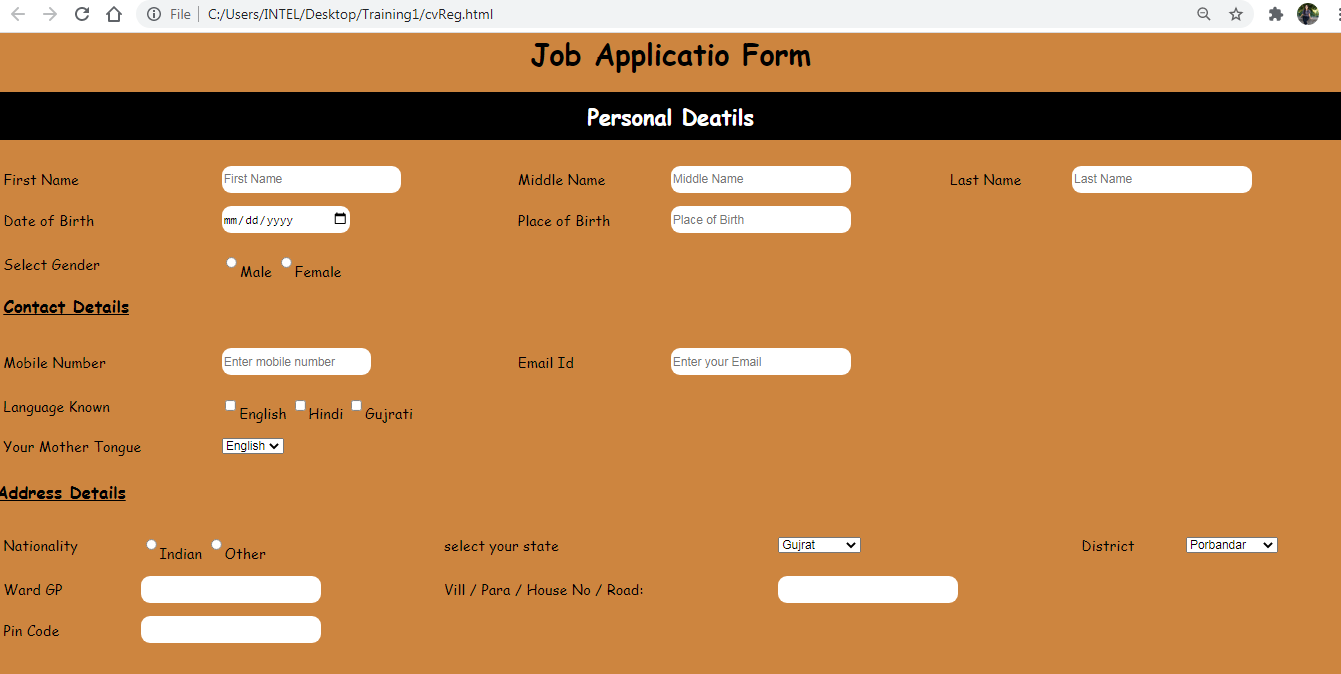 File C:/Users/INTEL/Desktop/Training1/cvReg.html
Job Applicatio Form
Personal Deatils
First Name First Name Middle Name Middle Name Last Name Last Name
Date of Birth mm/dd/yyyy Place of Birth Place of Birth
Select Gender Male Female
Contact Details
Mobile Number Enter mobile number Email Id Enter your Email
Language Known English Hindi Gujrati
Your Mother Tongue English
Address Details
Nationality Indian Other select your state Gujrat District Porbandar
Ward GP Vill / Para / House No / Road:
Pin Code